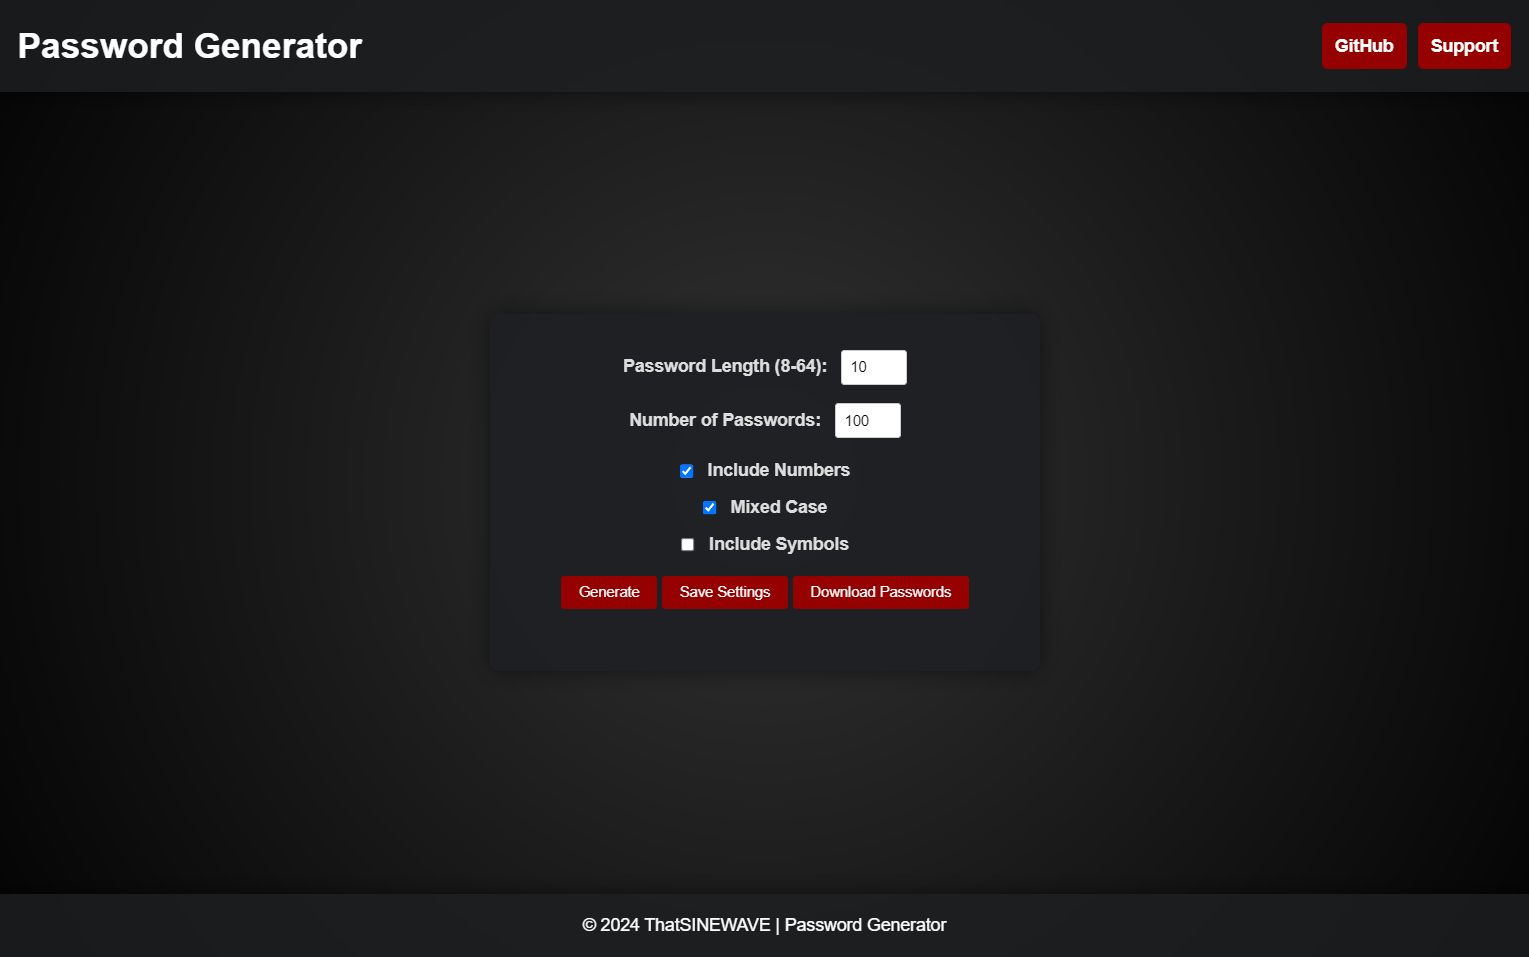 Password Generator
GitHub Support
Password Length (8-64): 10
Number of Passwords: 100
Include Numbers
Mixed Case
Include Symbols
Generate Save Settings Download Passwords
© 2024 ThatSINEWAVE | Password Generator